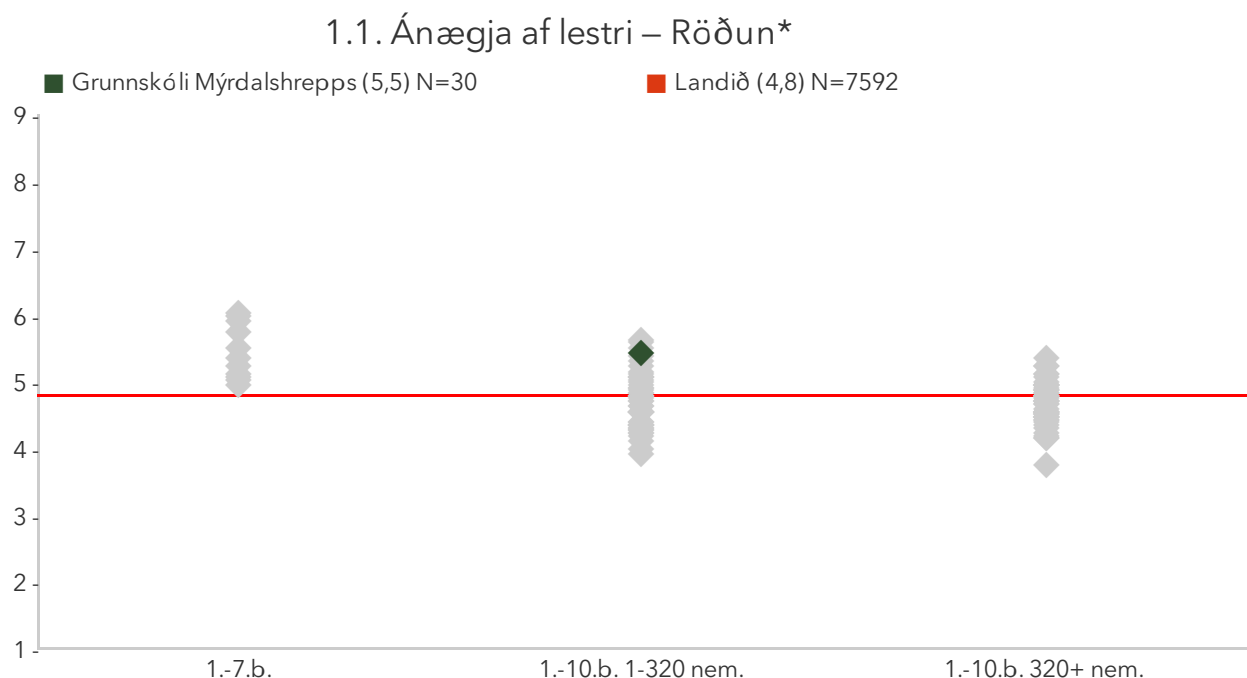 1.1. Ánægja af lestri – Röðun*
Grunnskóli Mýrdalshrepps (5,5) N=30
Landið (4,8) N=7592
9
8
7
6
5
4
3
2
1
1.-7.b.
1.-10.b. 1-320 nem.
1.-10.b. 320+ nem.